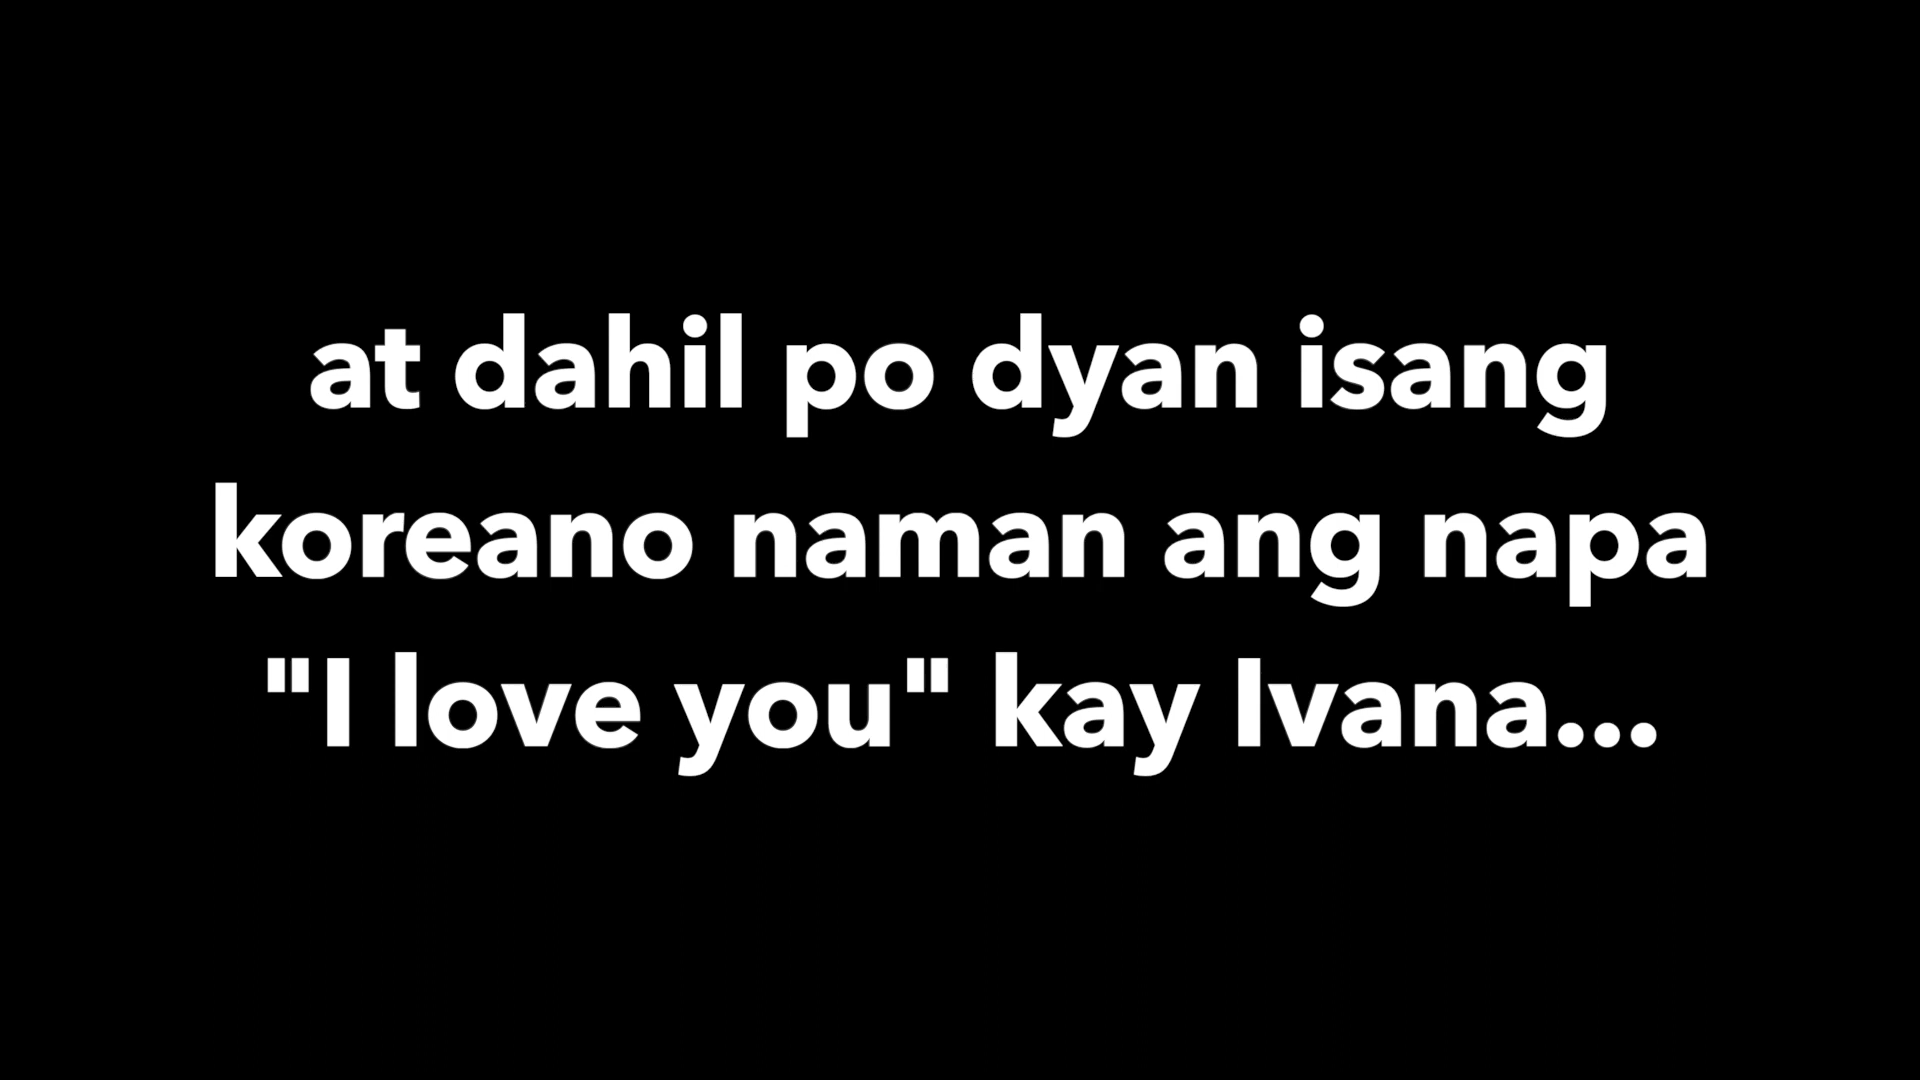 at dahil po dyan isang
koreano naman ang napa
"I love you" kay Ivana...